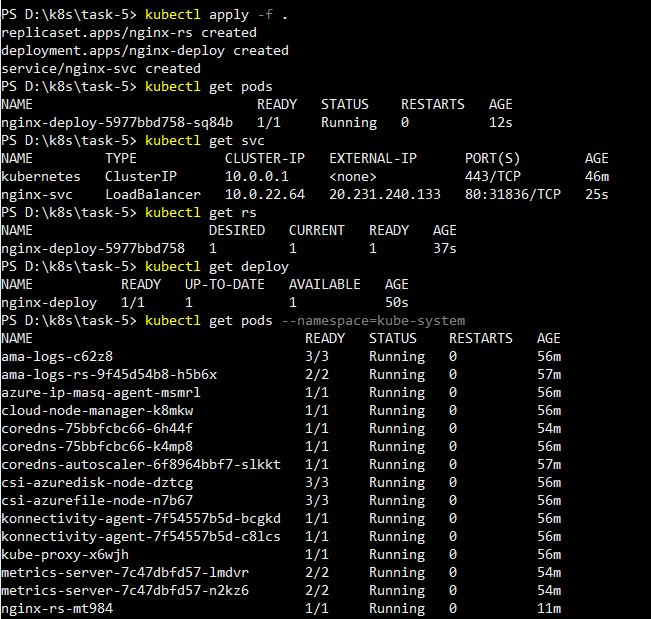 PS D:\k8s\task-5> kubectl apply -f .
replicaset.apps/nginx-rs created
deployment.apps/nginx-deploy created
service/nginx-svc created
PS D:\k8s\task-5> kubectl get pods
NAME                            READY   STATUS    RESTARTS   AGE
nginx-deploy-5977bbd758-sq84b   1/1     Running   0          12s
PS D:\k8s\task-5> kubectl get svc
NAME         TYPE           CLUSTER-IP   EXTERNAL-IP      PORT(S)        AGE
kubernetes   ClusterIP      10.0.0.1     <none>           443/TCP        46m
nginx-svc    LoadBalancer   10.0.22.64   20.231.240.133   80:31836/TCP   25s
PS D:\k8s\task-5> kubectl get rs
NAME                      DESIRED   CURRENT   READY   AGE
nginx-deploy-5977bbd758   1         1         1       37s
PS D:\k8s\task-5> kubectl get deploy
NAME           READY   UP-TO-DATE   AVAILABLE   AGE
nginx-deploy   1/1     1            1           50s
PS D:\k8s\task-5> kubectl get pods --namespace=kube-system
NAME                                  READY   STATUS    RESTARTS   AGE
ama-logs-c62z8                        3/3     Running   0          56m
ama-logs-rs-9f45d54b8-h5b6x           2/2     Running   0          57m
azure-ip-masq-agent-msmrl             1/1     Running   0          56m
cloud-node-manager-k8mkw              1/1     Running   0          56m
coredns-75bbfcbc66-6h44f              1/1     Running   0          54m
coredns-75bbfcbc66-k4mp8              1/1     Running   0          56m
coredns-autoscaler-6f8964bbf7-slkkt   1/1     Running   0          57m
csi-azuredisk-node-dztcg              3/3     Running   0          56m
csi-azurefile-node-n7b67              3/3     Running   0          56m
konnectivity-agent-7f54557b5d-bcgkd   1/1     Running   0          56m
konnectivity-agent-7f54557b5d-c8lcs   1/1     Running   0          56m
kube-proxy-x6wjh                      1/1     Running   0          56m
metrics-server-7c47dbfd57-lmdvr       2/2     Running   0          54m
metrics-server-7c47dbfd57-n2kz6       2/2     Running   0          54m
nginx-rs-mt984                        1/1     Running   0          11m